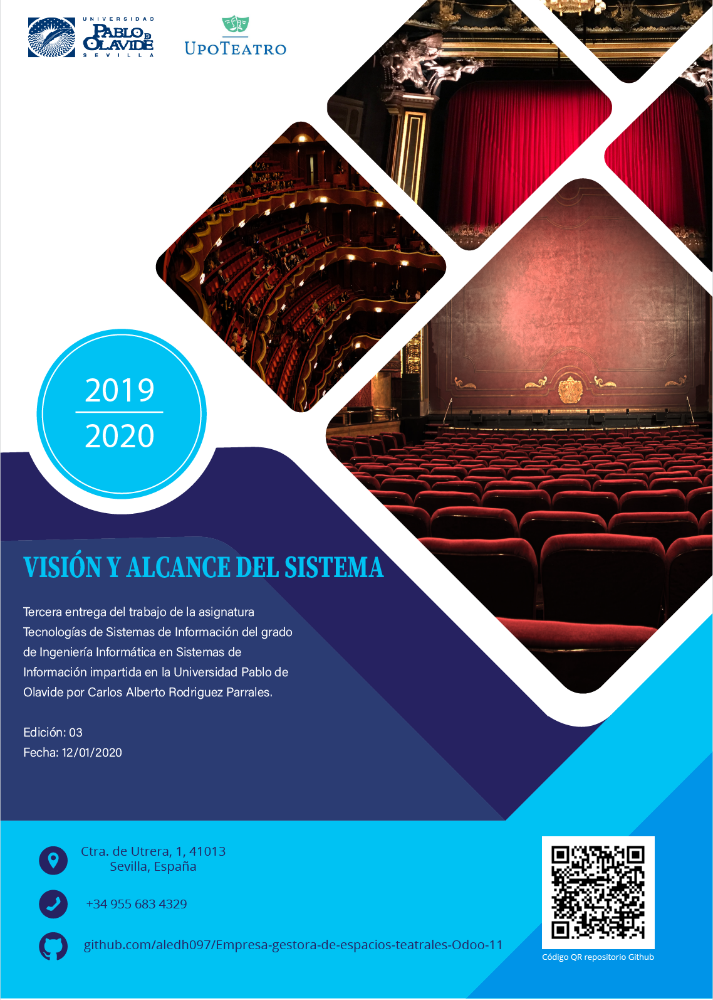 UNIVERSIDAD
PABLO DE
OLAVIDE
SEVILLA
UPOTEATRO
2019
2020
VISIÓN Y ALCANCE DEL SISTEMA
Tercera entrega del trabajo de la asignatura
Tecnologías de Sistemas de Información del grado
de Ingeniería Informática en Sistemas de
Información impartida en la Universidad Pablo de
Olavide por Carlos Alberto Rodriguez Parrales.
Edición: 03
Fecha: 12/01/2020
Ctra. de Utrera, 1, 41013
Sevilla, España
+34 955 683 4329
github.com/aledh097/Empresa-gestora-de-espacios-teatrales-Odoo-11
Código QR repositorio Github